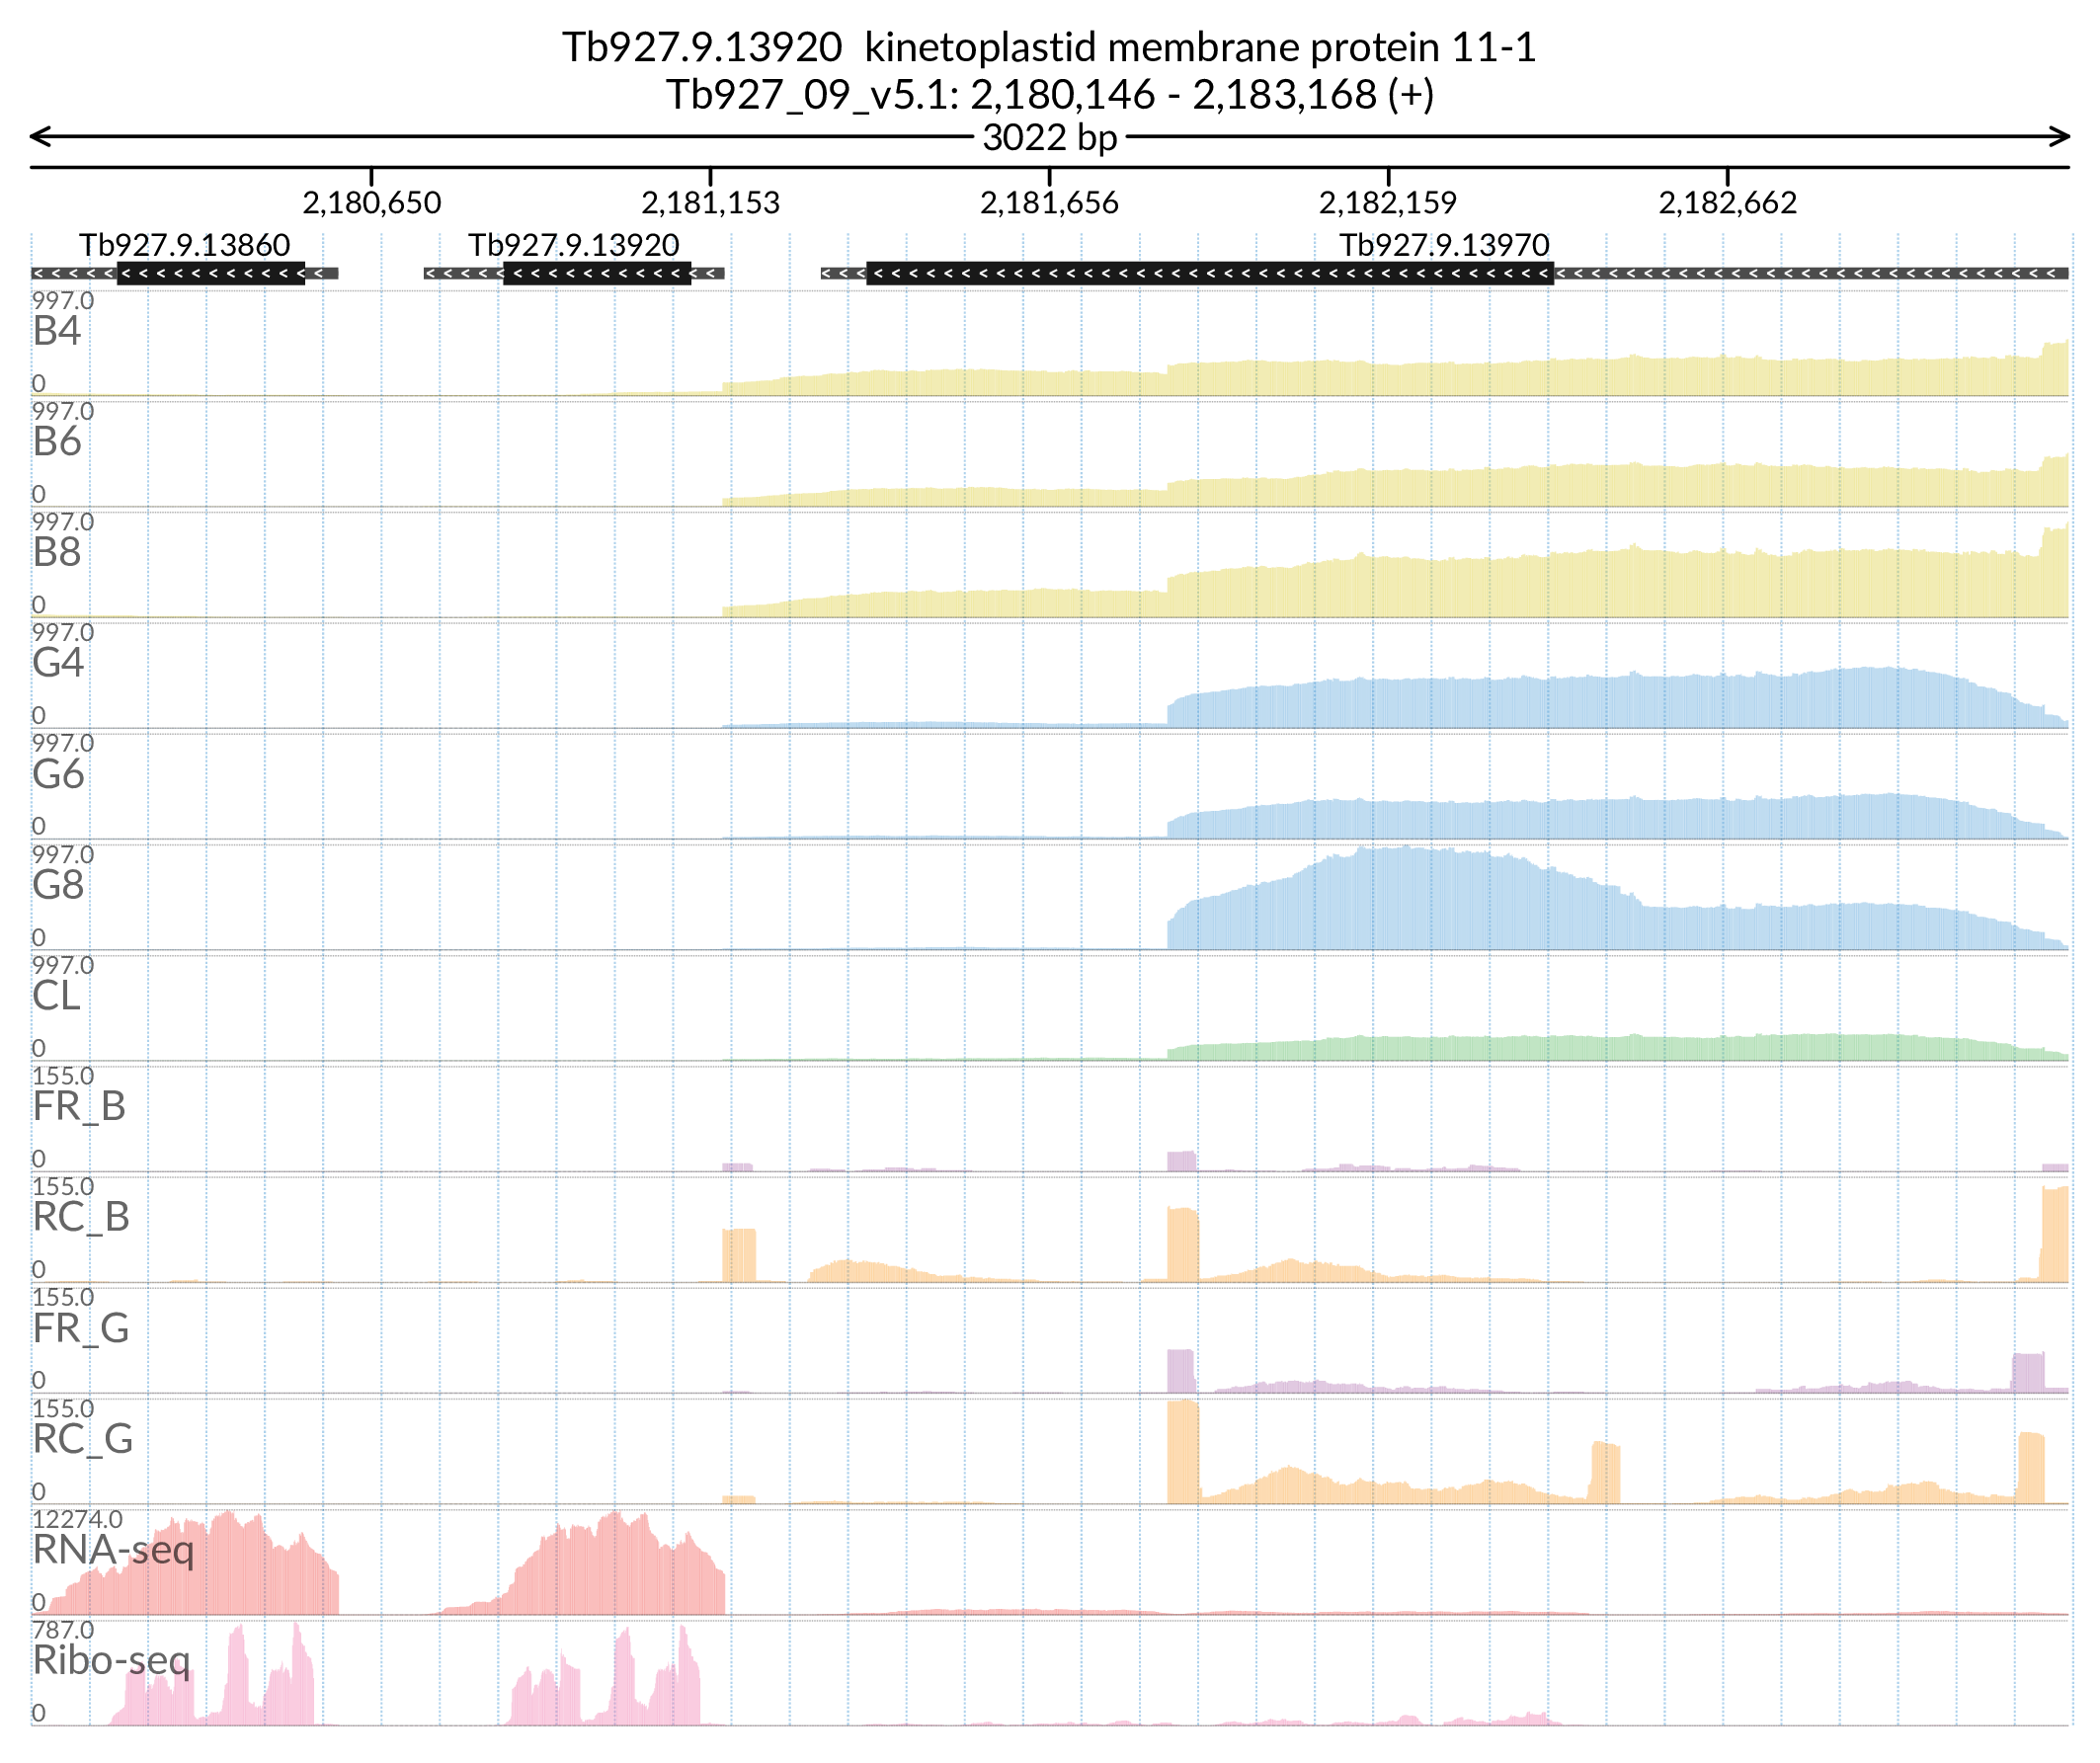 Tb927.9.13920  kinetoplastid membrane protein 11-1
Tb927_09_v5.1: 2,180,146 - 2,183,168 (+)
3022 bp
2,180,650 2,181,153 2,181,656 2,182,159 2,182,662
Tb927.9.13860 Tb927.9.13920 Tb927.9.13970
997.0
B4
0
997.0
B6
0
997.0
B8
0
997.0
G4
0
997.0
G6
0
997.0
G8
0
997.0
CL
0
155.0
FR_B
0
155.0
RC_B
0
155.0
FR_G
0
155.0
RC_G
0
12274.0
RNA-seq
0
787.0
Ribo-seq
0